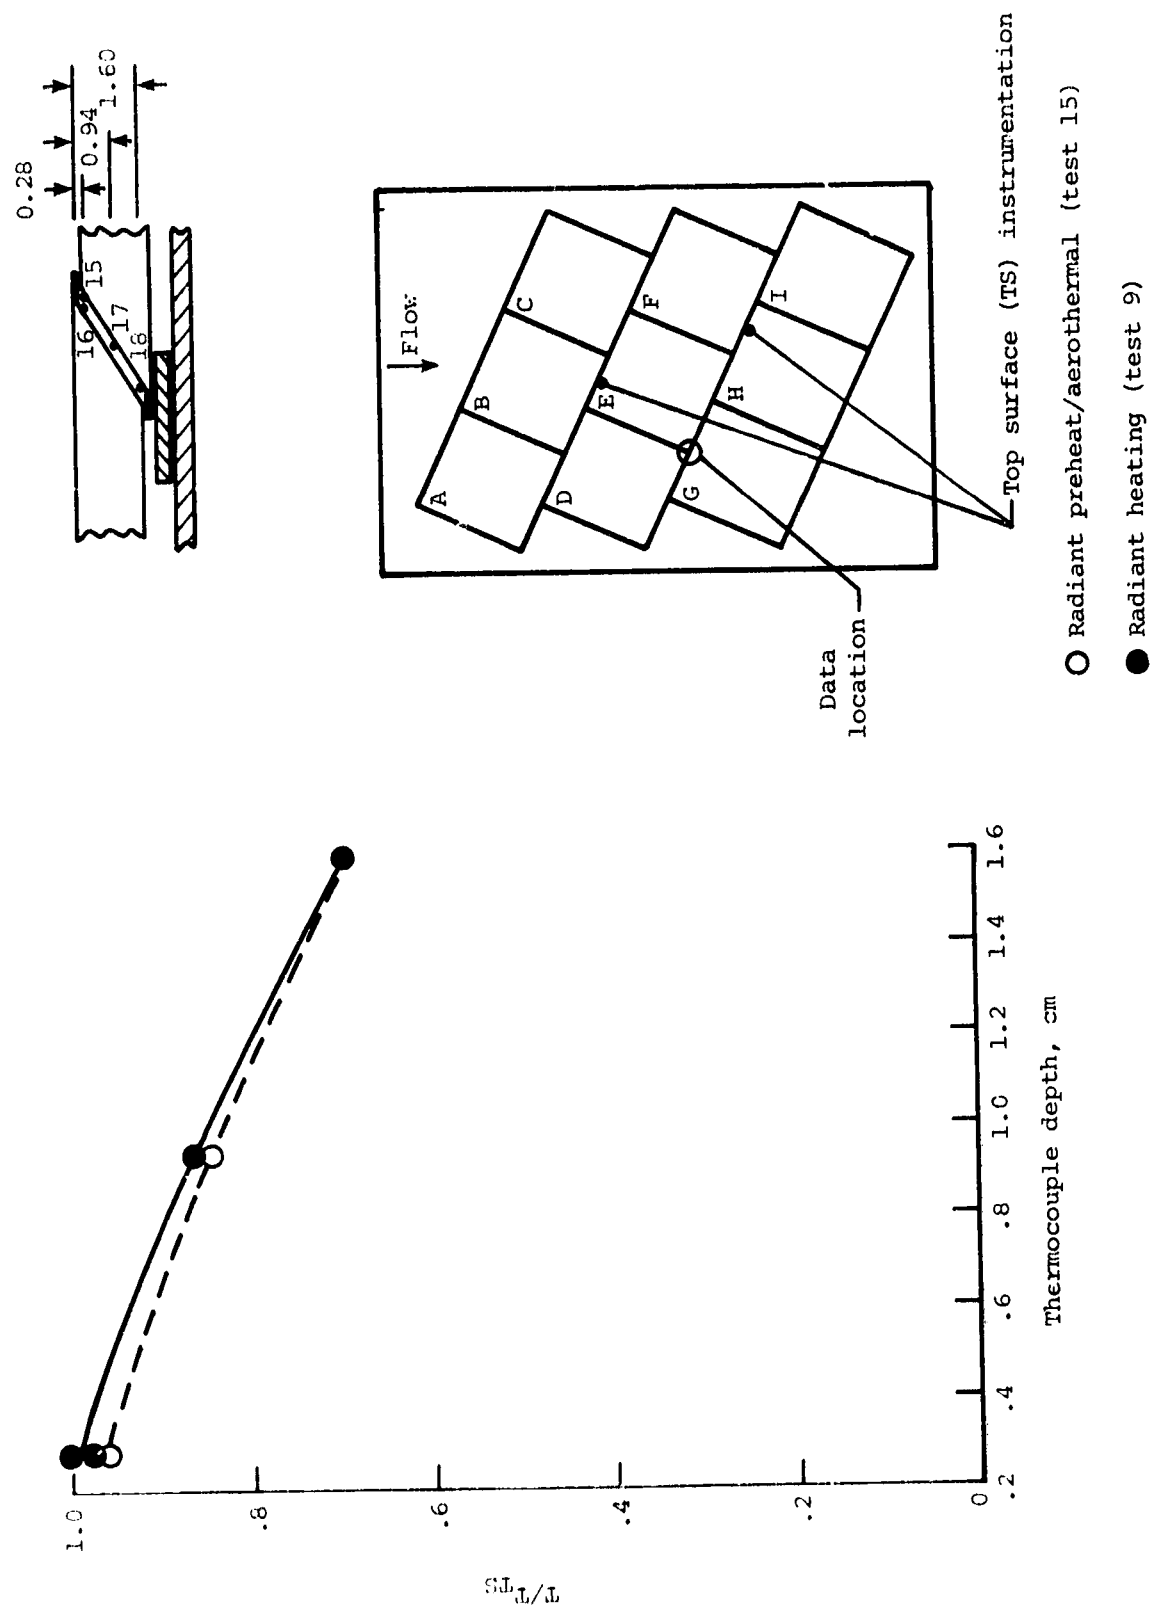 1.0
.8
.6
.4
.2
0
T/T_TS
.2
.4
.6
.8
1.0
1.2
1.4
1.6
Thermocouple depth, cm
0.28
0.94
1.60
16
15
17
18
Flow
A
B
C
D
E
F
G
H
I
Data
location
Top surface (TS) instrumentation
Radiant preheat/aerothermal (test 15)
Radiant heating (test 9)